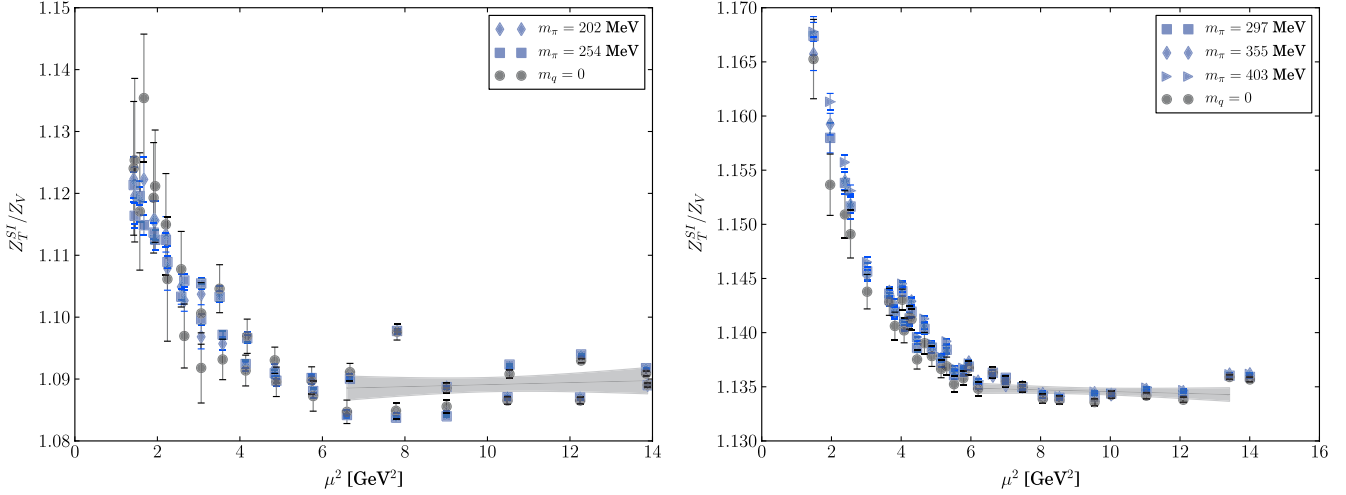 1.15
1.14
1.13
1.12
1.11
1.10
1.09
1.08
0 2 4 6 8 10 12 14
Z_T^{SI}/Z_V
μ² [GeV²]
m_π = 202 MeV
m_π = 254 MeV
m_q = 0
1.170
1.165
1.160
1.155
1.150
1.145
1.140
1.135
1.130
0 2 4 6 8 10 12 14 16
Z_T^{SI}/Z_V
μ² [GeV²]
m_π = 297 MeV
m_π = 355 MeV
m_π = 403 MeV
m_q = 0